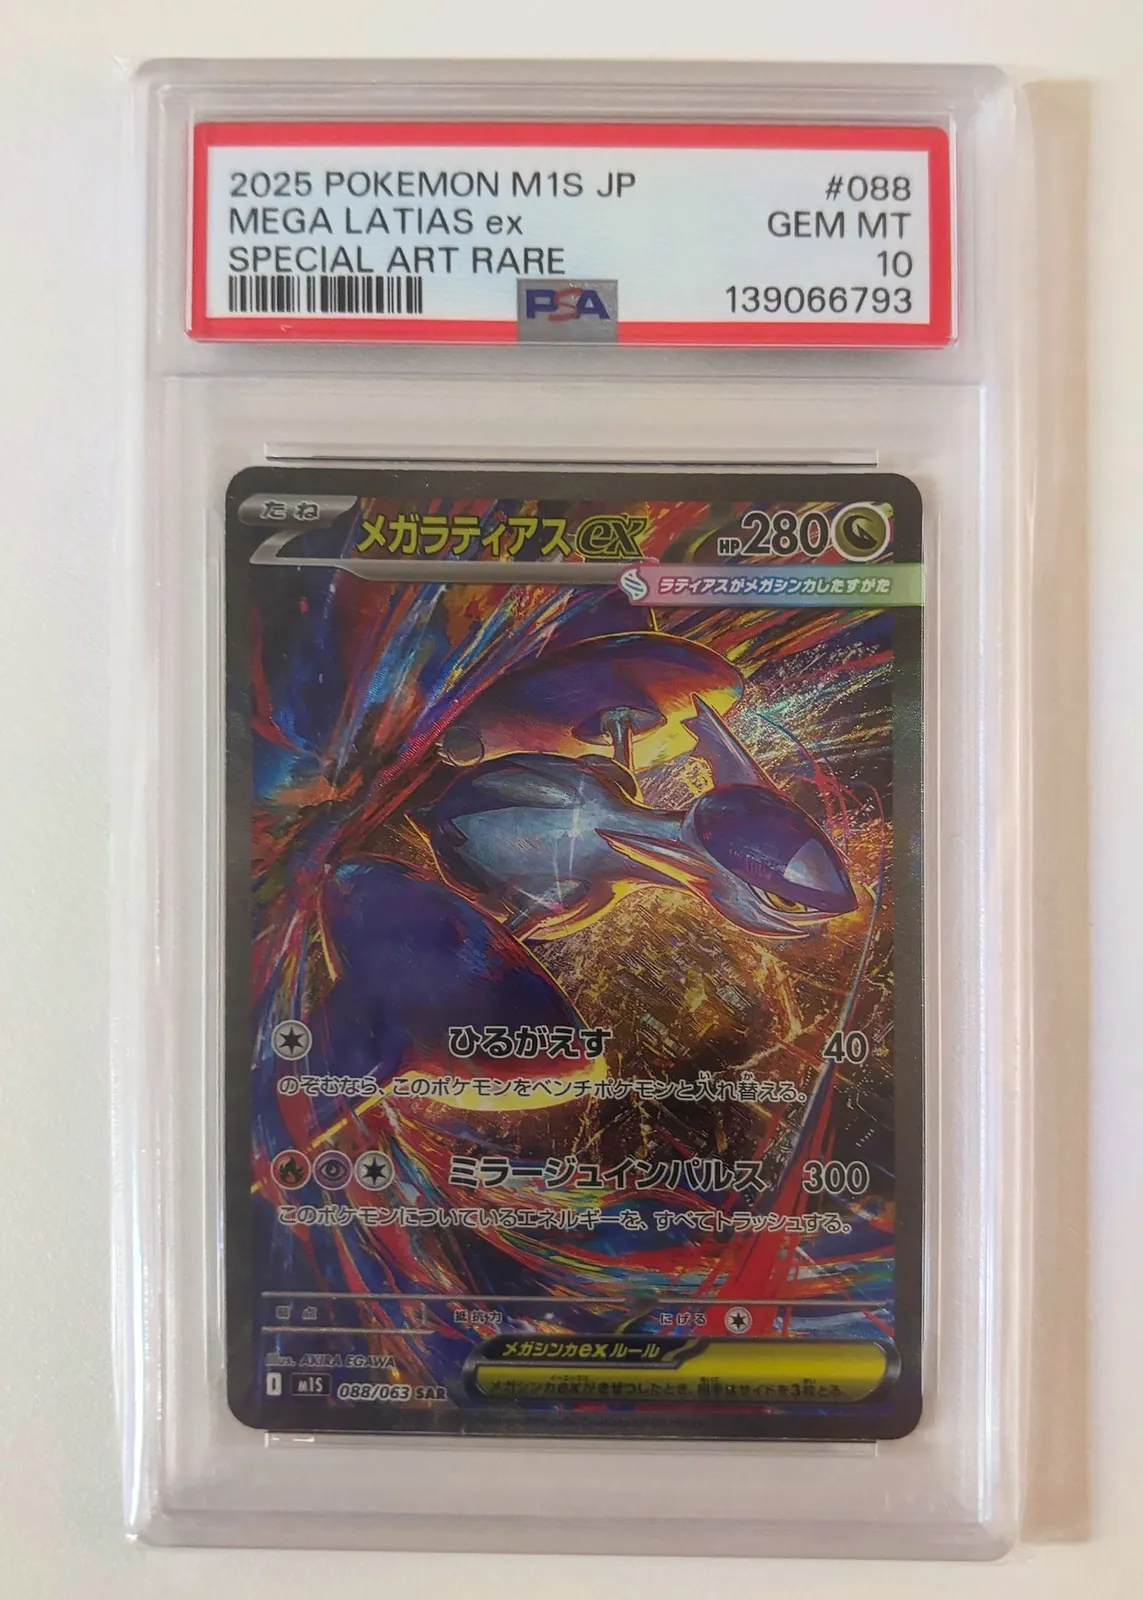 2025 POKEMON M1S JP #088
MEGA LATIAS ex GEM MT
SPECIAL ART RARE 10
PSA 139066793
たね メガラティアスex HP280
ラティアスがメガシンカしたすがた
ひるがえす 40
のぞむなら、このポケモンをベンチポケモンと入れ替える。
ミラージュインパルス 300
このポケモンについているエネルギーを、すべてトラッシュする。
弱点 抵抗力 にげる
メガシンカexルール
Illus. AKIRA EGAWA
メガシンカexがきぜつしたとき、相手はサイドを3枚とる。
I M1S 088/063 SAR